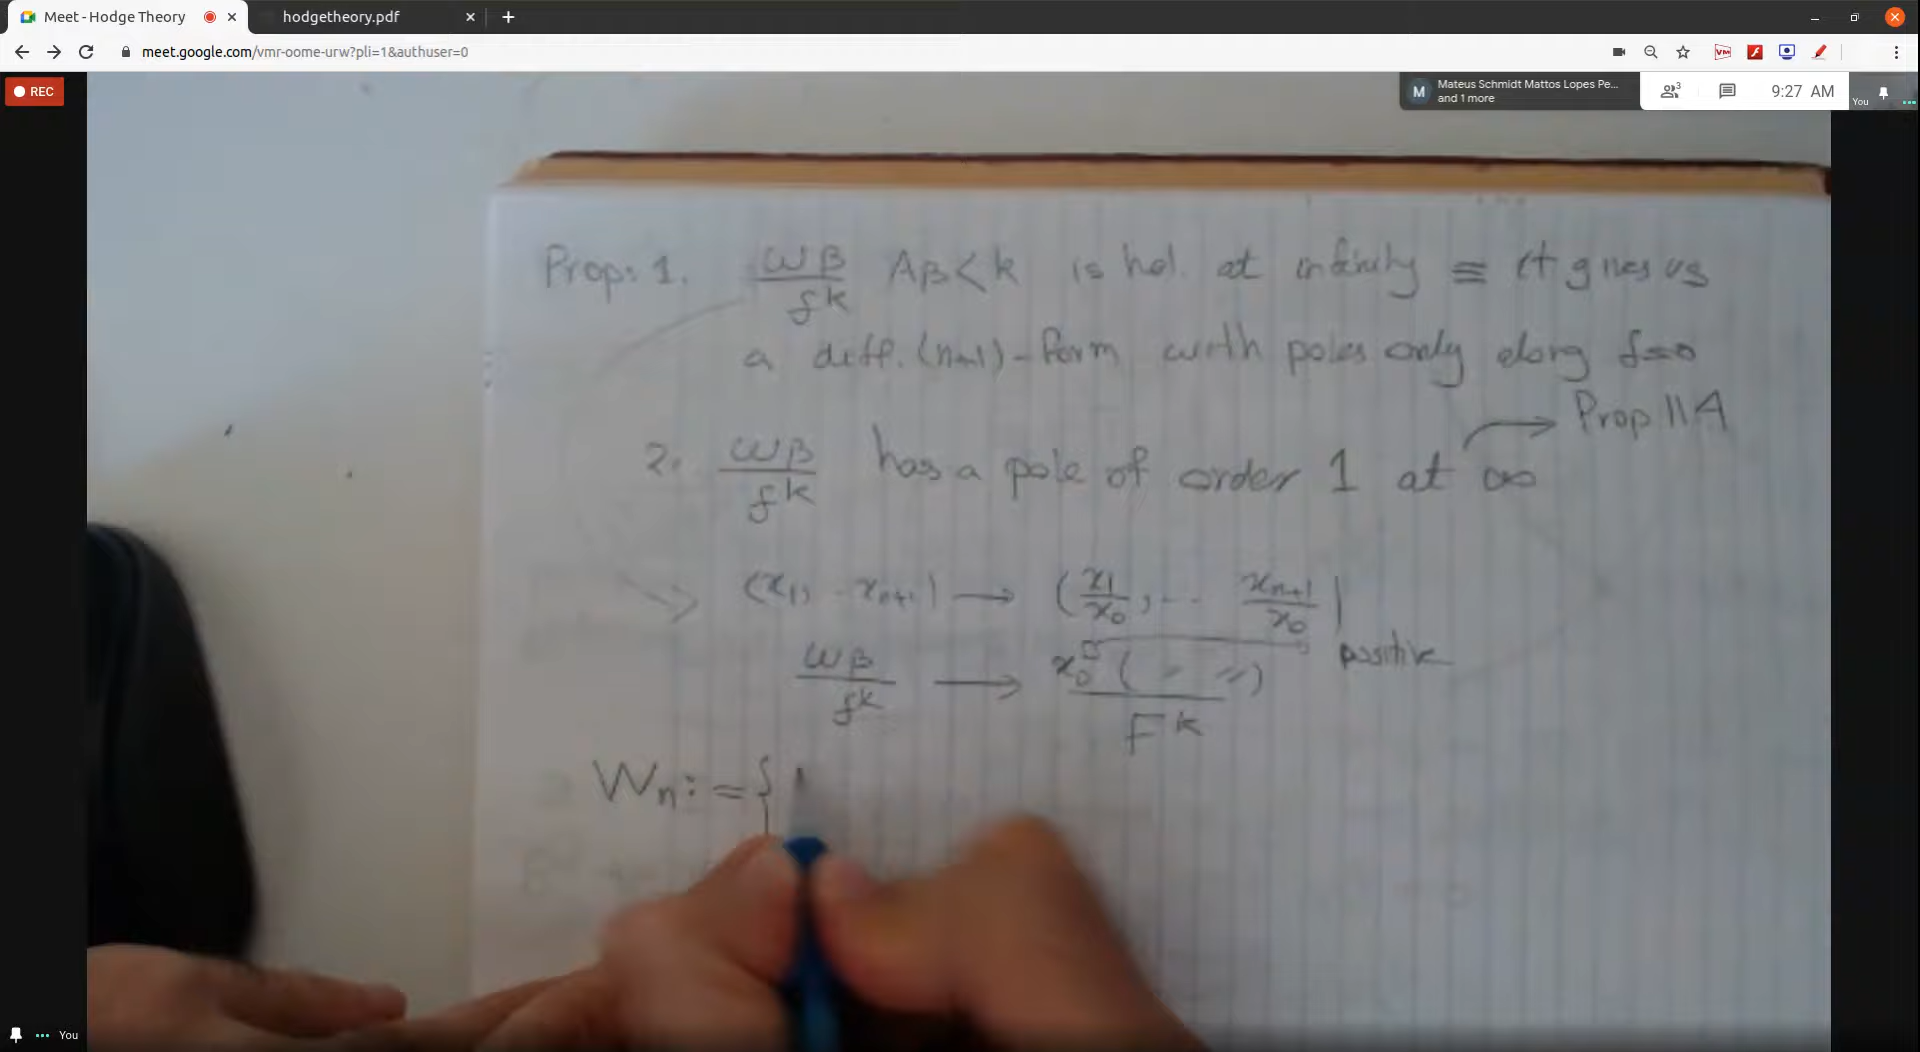 Meet - Hodge Theory
hodgetheory.pdf
meet.google.com/vmr-oome-urw?pli=1&authuser=0
REC
M
Mateus Schmidt Mattos Lopes Pe...
and 1 more
3
9:27 AM
You
Prop: 1. ωβ/f^k Aβ<k is hol. at infinity ≡ it gives us
a diff. (n+1)-form with poles only along f=0
2. ωβ/f^k has a pole of order 1 at ∞ → Prop 11.4
(x1, - xn+1) → (x1/x0, ... xn+1/x0)
ωβ/f^k → x0^□ ( = =)/F^k positive
Wn := {
You